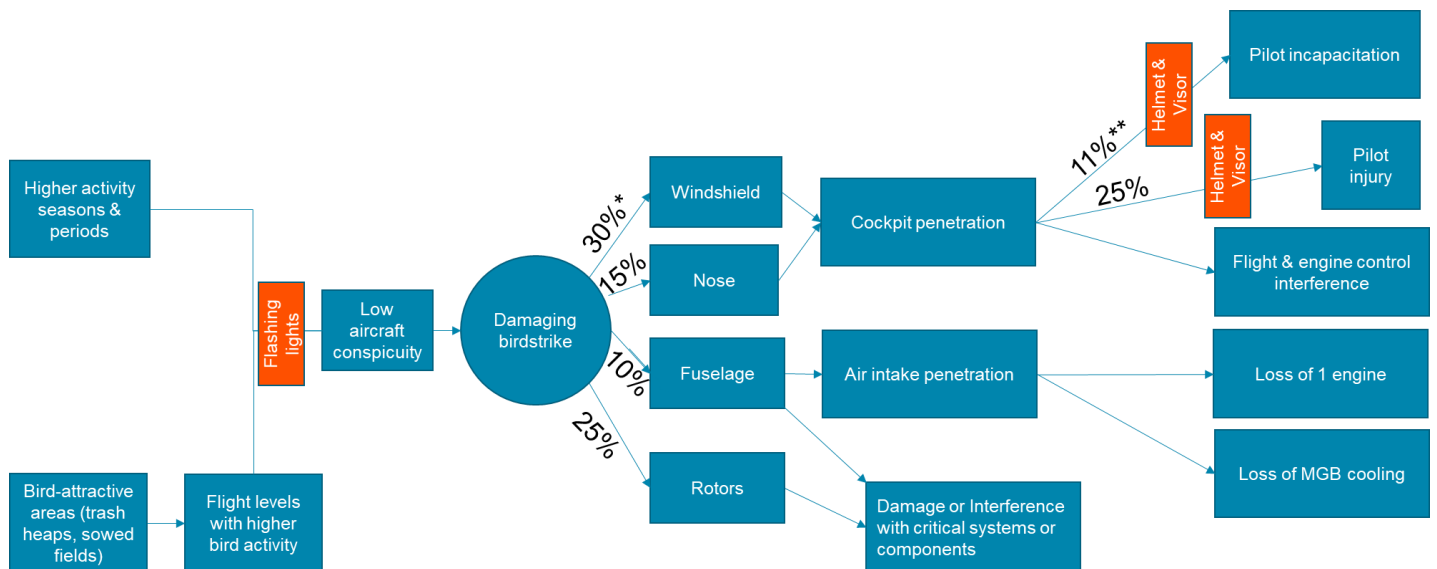 Higher activity
seasons &
periods
Bird-attractive
areas (trash
heaps, sowed
fields)
Flight levels
with higher
bird activity
Flashing
lights
Low
aircraft
conspicuity
Damaging
birdstrike
30%*
15%
10%
25%
Windshield
Nose
Fuselage
Rotors
Cockpit penetration
Air intake penetration
Damage or Interference
with critical systems or
components
11%**
25%
Helmet &
Visor
Helmet &
Visor
Pilot incapacitation
Pilot
injury
Flight & engine control
interference
Loss of 1 engine
Loss of MGB cooling